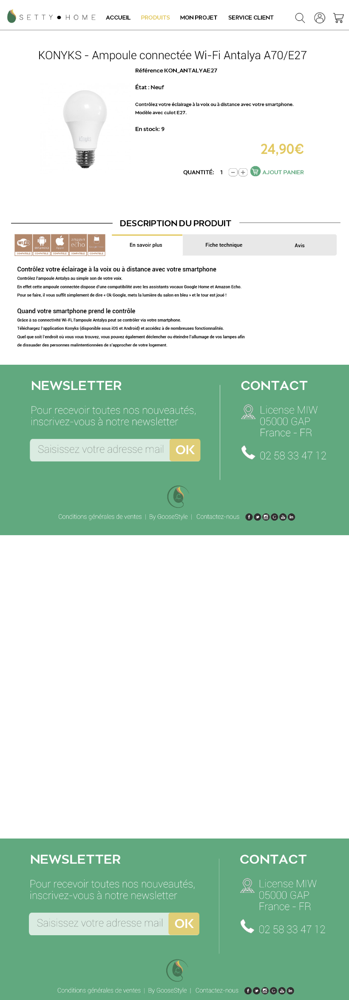 SETTY•HOME ACCUEIL PRODUITS MON PROJET SERVICE CLIENT
KONYKS - Ampoule connectée Wi-Fi Antalya A70/E27
Référence KON_ANTALYAE27
État : Neuf
Contrôlez votre éclairage à la voix ou à distance avec votre smartphone.
Modèle avec culot E27.
En stock: 9
konyks
24,90€
QUANTITÉ: 1 AJOUT PANIER
DESCRIPTION DU PRODUIT
WiFi android Apple amazon echo Google Home
COMPATIBLE COMPATIBLE COMPATIBLE COMPATIBLE COMPATIBLE
En savoir plus Fiche technique Avis
Contrôlez votre éclairage à la voix ou à distance avec votre smartphone
Contrôlez l'ampoule Antalya au simple son de votre voix.
En effet cette ampoule connectée dispose d'une compatibilité avec les assistants vocaux Google Home et Amazon Echo.
Pour se faire, il vous suffit simplement de dire « Ok Google, mets la lumière du salon en bleu » et le tour est joué !
Quand votre smartphone prend le contrôle
Grâce à sa connectivité Wi-Fi, l'ampoule Antalya peut se contrôler via votre smartphone.
Téléchargez l'application Konyks (disponible sous iOS et Android) et accédez à de nombreuses fonctionnalités.
Quel que soit l'endroit où vous vous trouvez, vous pouvez également déclencher ou éteindre l'allumage de vos lampes afin
de dissuader des personnes malintentionnées de s'approcher de votre logement.
NEWSLETTER
Pour recevoir toutes nos nouveautés,
inscrivez-vous à notre newsletter
Saisissez votre adresse mail OK
CONTACT
License MIW
05000 GAP
France - FR
02 58 33 47 12
Conditions générales de ventes | By GooseStyle | Contactez-nous
NEWSLETTER
Pour recevoir toutes nos nouveautés,
inscrivez-vous à notre newsletter
Saisissez votre adresse mail OK
CONTACT
License MIW
05000 GAP
France - FR
02 58 33 47 12
Conditions générales de ventes | By GooseStyle | Contactez-nous